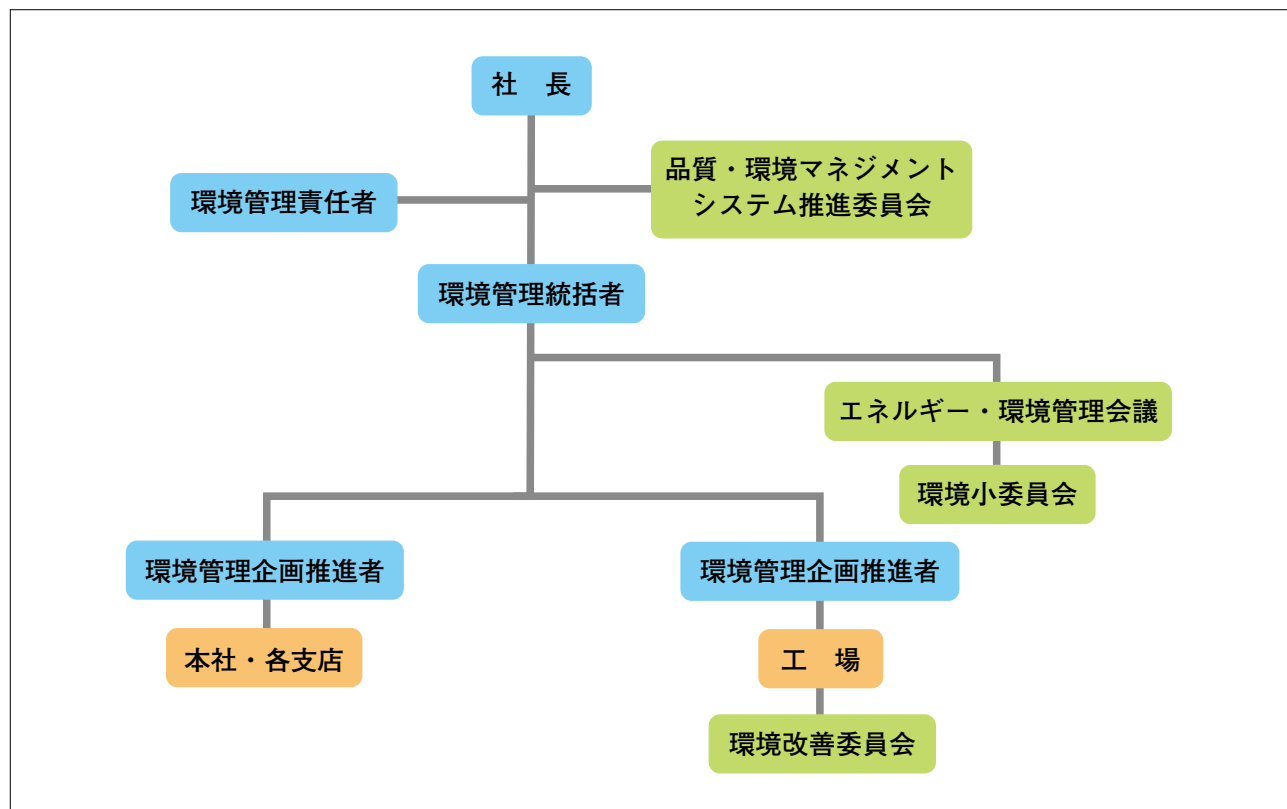 社　長
品質・環境マネジメント
システム推進委員会
環境管理責任者
環境管理統括者
エネルギー・環境管理会議
環境小委員会
環境管理企画推進者
環境管理企画推進者
本社・各支店
工　場
環境改善委員会